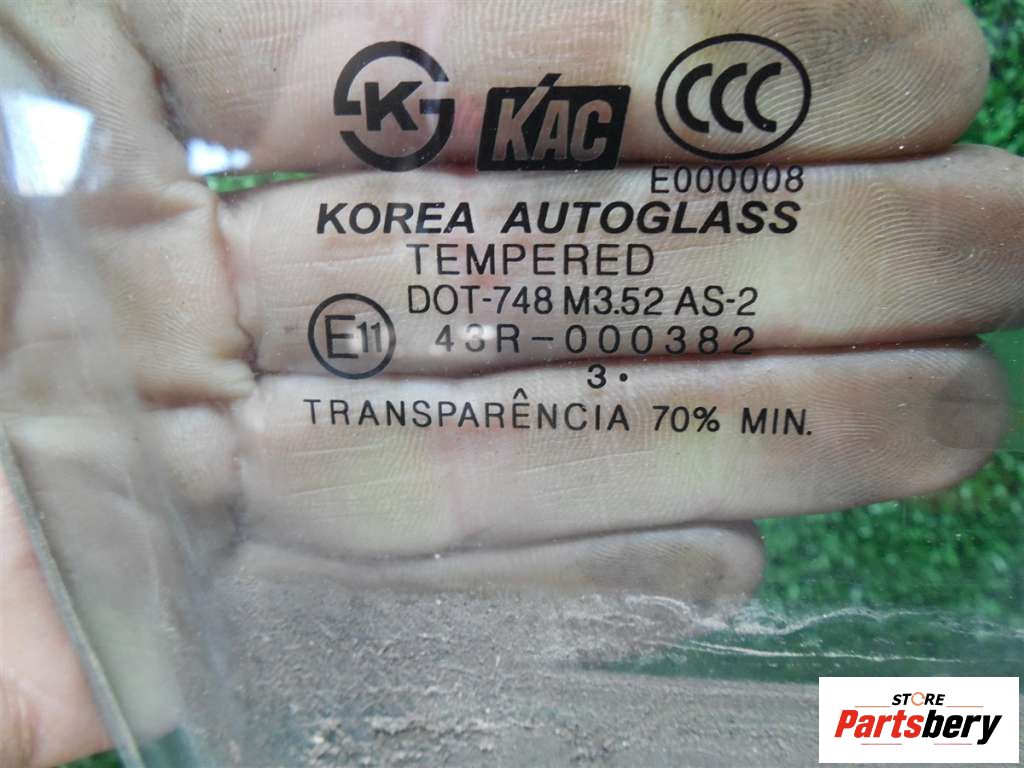 K KAC CCC
E000008
KOREA AUTOGLASS
TEMPERED
DOT-748 M3.52 AS-2
E11 43R-000382
3.
TRANSPARÊNCIA 70% MIN.
STORE
Partsbery